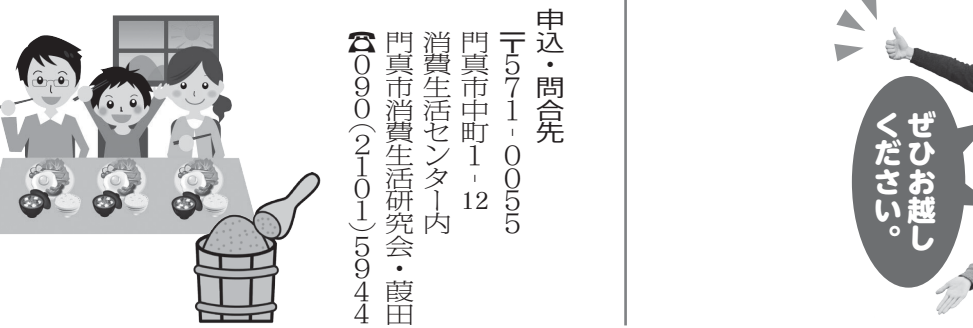 ぜひお越し
ください。
申込・問合先
〒571-0055
門真市中町1-12
消費生活センター内
門真市消費生活研究会・葭田
☎090(2101)5944